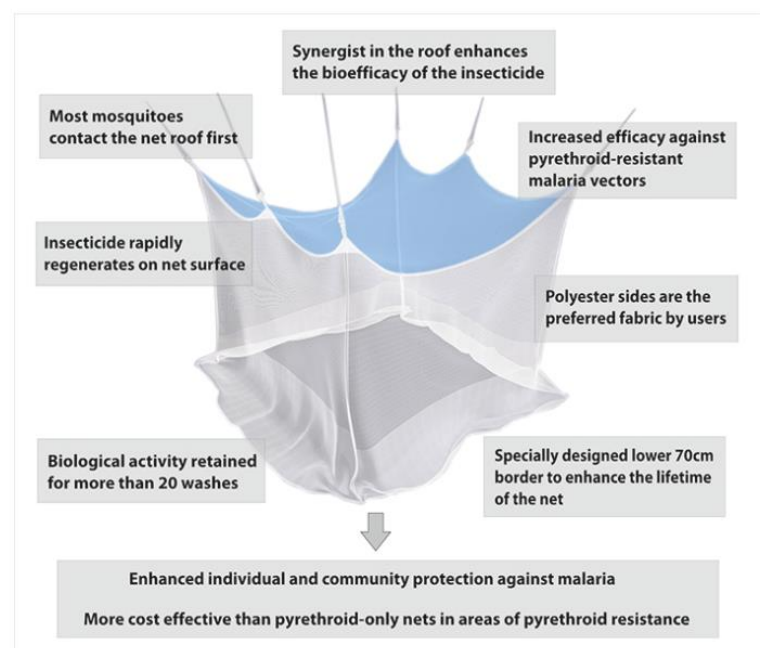 Synergist in the roof enhances
the bioefficacy of the insecticide
Most mosquitoes
contact the net roof first
Increased efficacy against
pyrethroid-resistant
malaria vectors
Insecticide rapidly
regenerates on net surface
Polyester sides are the
preferred fabric by users
Biological activity retained
for more than 20 washes
Specially designed lower 70cm
border to enhance the lifetime
of the net
Enhanced individual and community protection against malaria
More cost effective than pyrethroid-only nets in areas of pyrethroid resistance